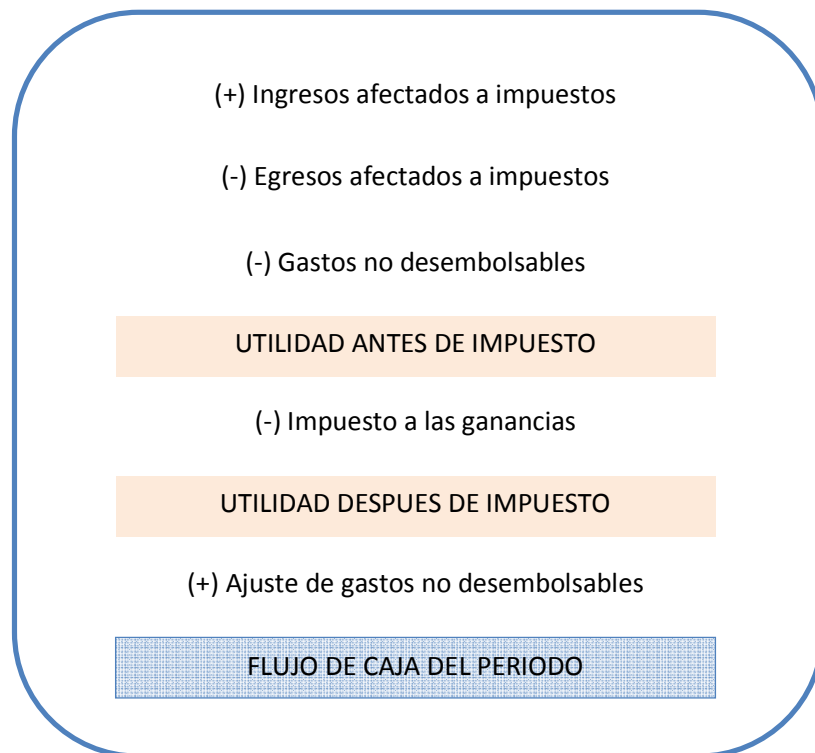 (+) Ingresos afectados a impuestos
(-) Egresos afectados a impuestos
(-) Gastos no desembolsables
UTILIDAD ANTES DE IMPUESTO
(-) Impuesto a las ganancias
UTILIDAD DESPUES DE IMPUESTO
(+) Ajuste de gastos no desembolsables
FLUJO DE CAJA DEL PERIODO